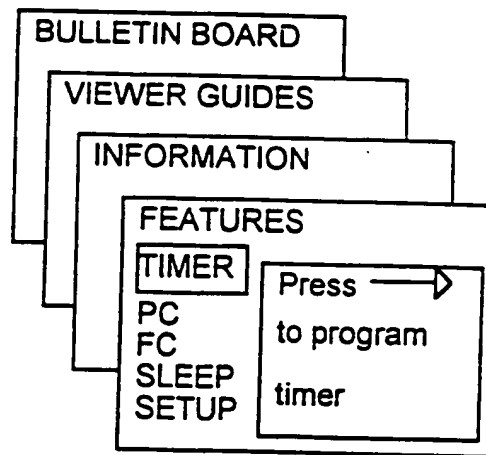 BULLETIN BOARD
VIEWER GUIDES
INFORMATION
FEATURES
TIMER
PC
FC
SLEEP
SETUP
Press
to program
timer